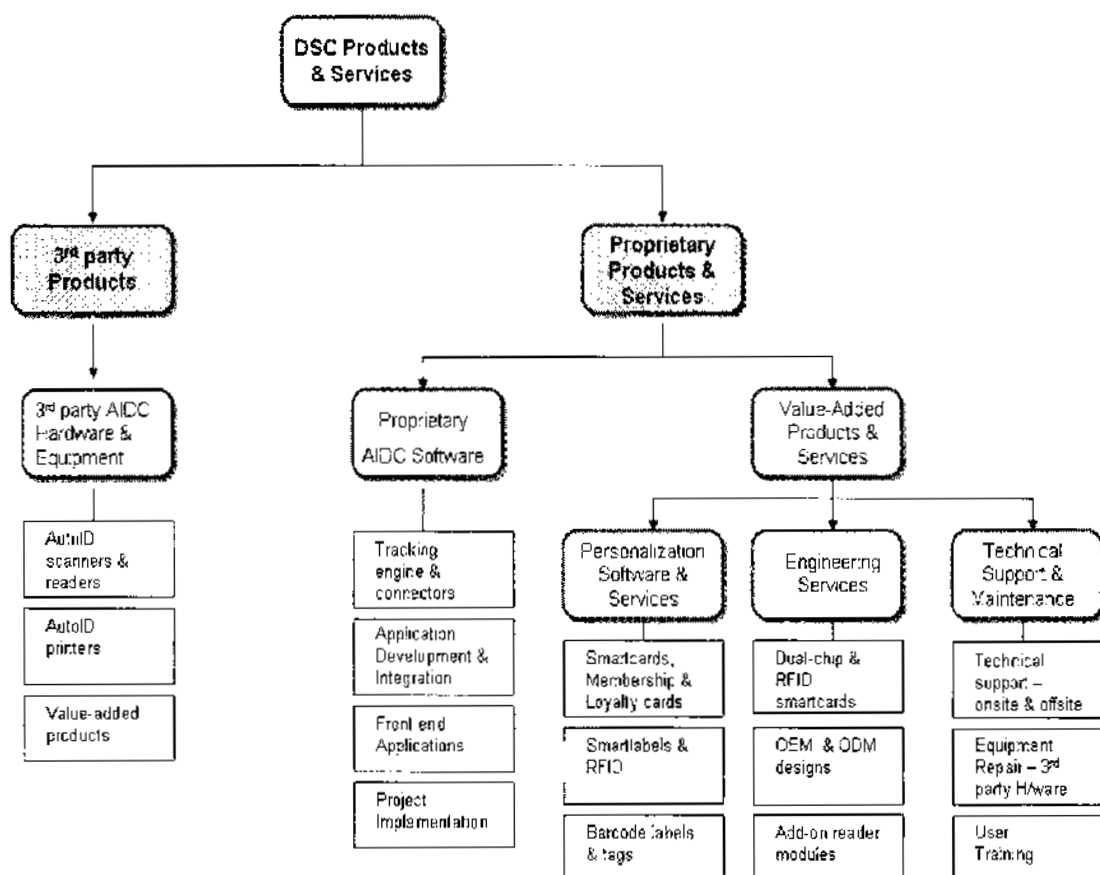 DSC Products
& Services
3rd party
Products
Proprietary
Products &
Services
3rd party AIDC
Hardware &
Equipment
Proprietary
AIDC Software
Value-Added
Products &
Services
AutoID
scanners &
readers
AutoID
printers
Value-added
products
Tracking
engine &
connectors
Application
Development &
Integration
Front end
Applications
Project
Implementation
Personalization
Software &
Services
Engineering
Services
Technical
Support &
Maintenance
Smartcards,
Membership &
Loyalty cards
Smartlabels &
RFID
Barcode labels
& tags
Dual-chip &
RFID
smartcards
OEM & ODM
designs
Add-on reader
modules
Technical
support –
onsite & offsite
Equipment
Repair – 3rd
party H/ware
User
Training